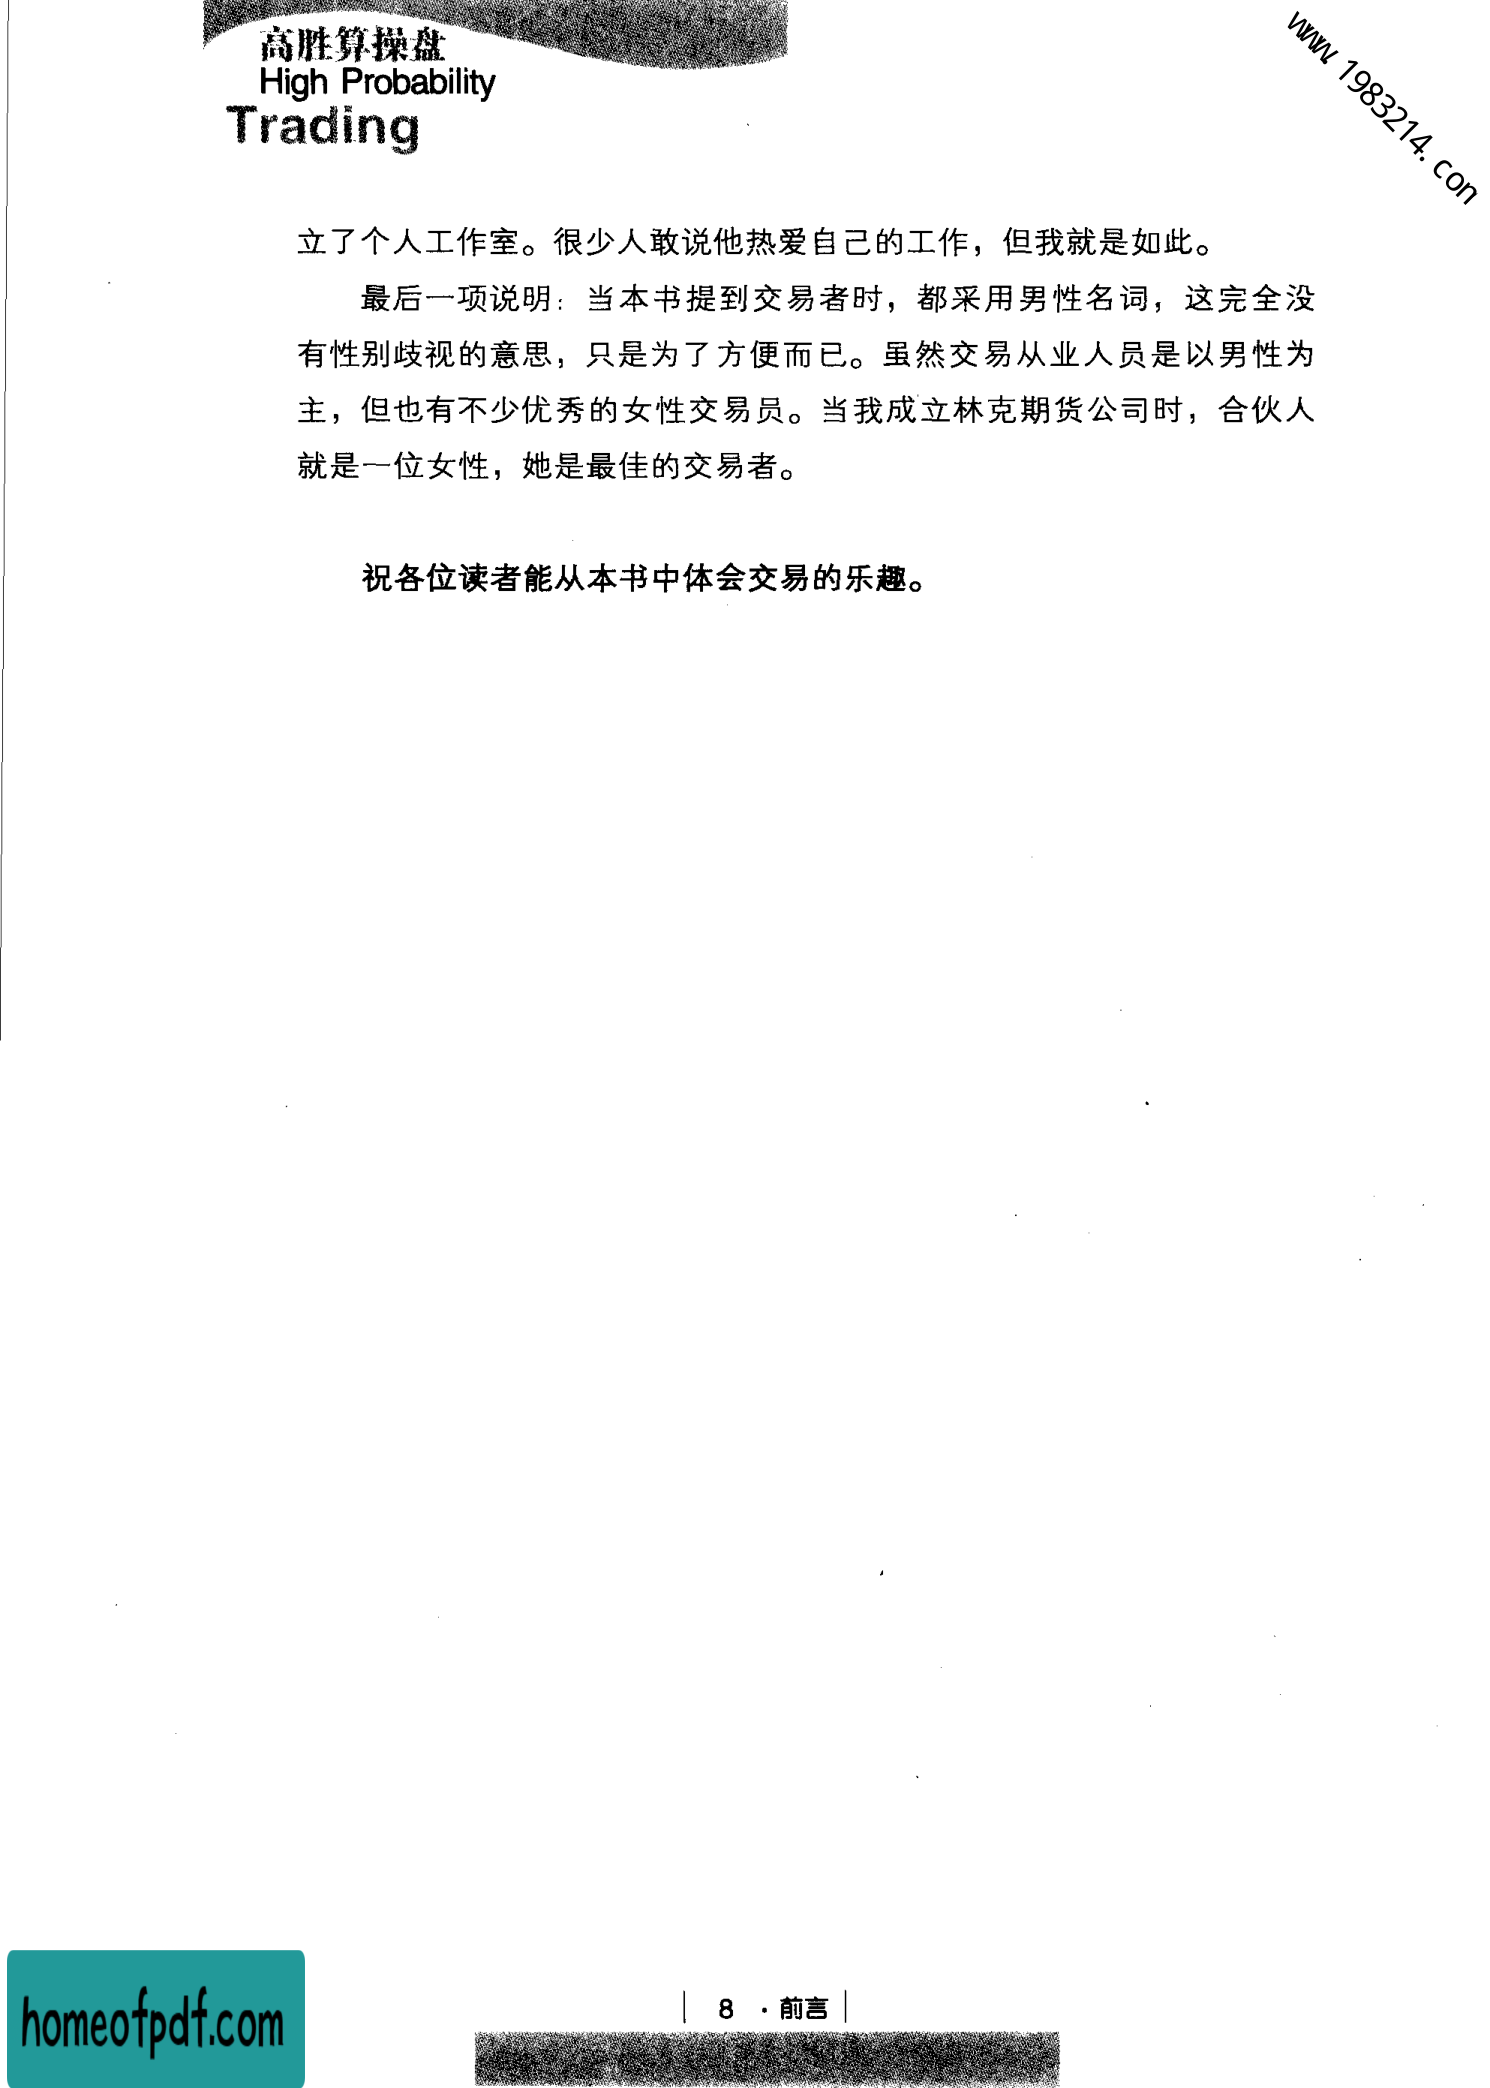 高胜算操盘
High Probability
Trading
www.1983214.con
立了个人工作室。很少人敢说他热爱自己的工作，但我就是如此。
最后一项说明：当本书提到交易者时，都采用男性名词，这完全没
有性别歧视的意思，只是为了方便而已。虽然交易从业人员是以男性为
主，但也有不少优秀的女性交易员。当我成立林克期货公司时，合伙人
就是一位女性，她是最佳的交易者。
祝各位读者能从本书中体会交易的乐趣。
8 · 前言
homeofpdf.com